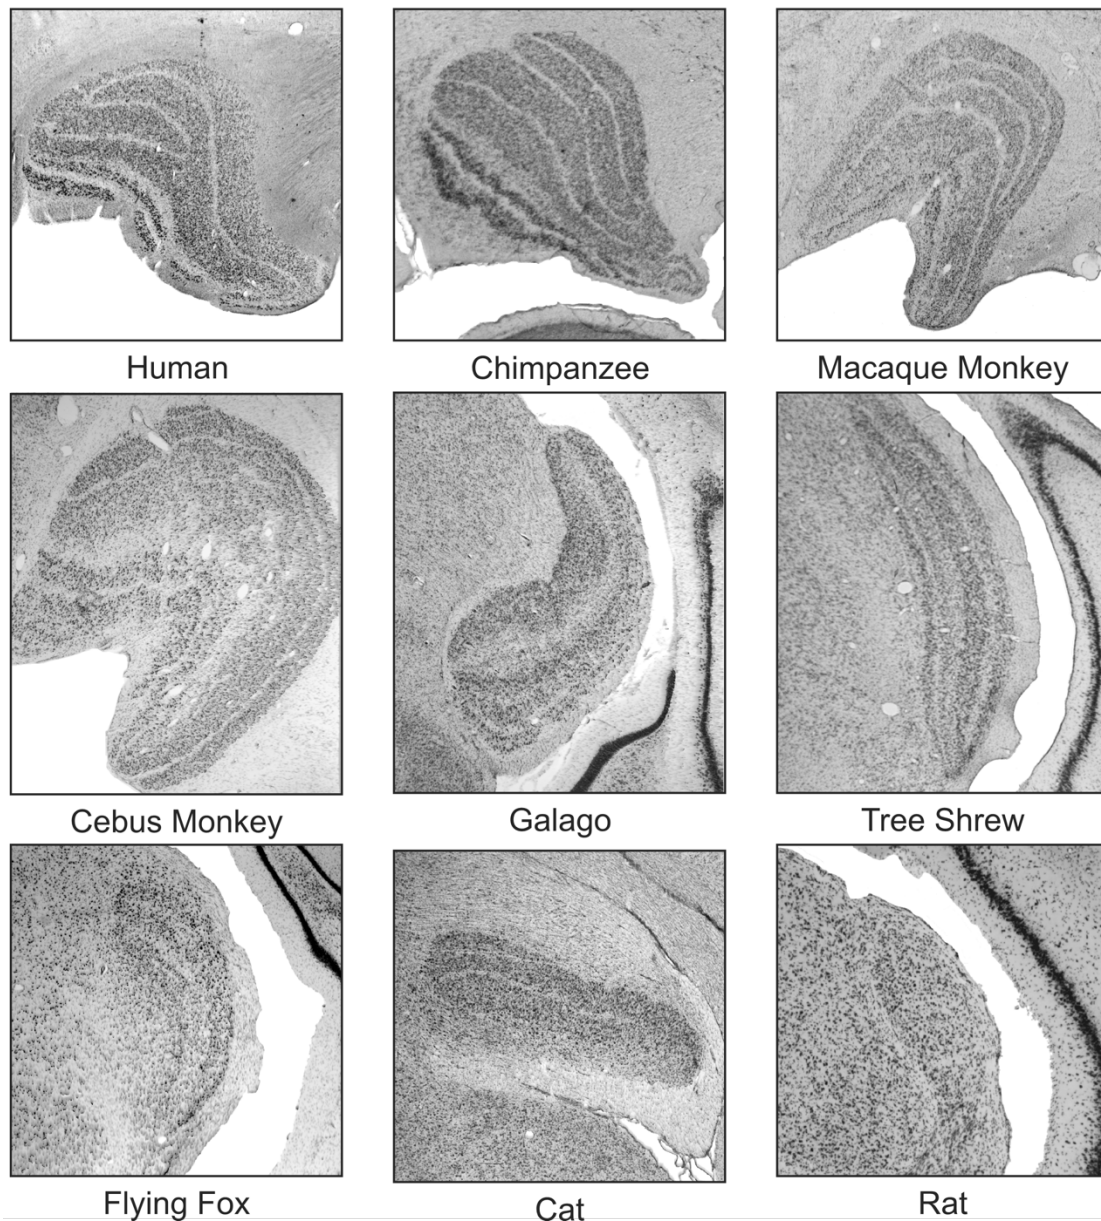 Human
Chimpanzee
Macaque Monkey
Cebus Monkey
Galago
Tree Shrew
Flying Fox
Cat
Rat